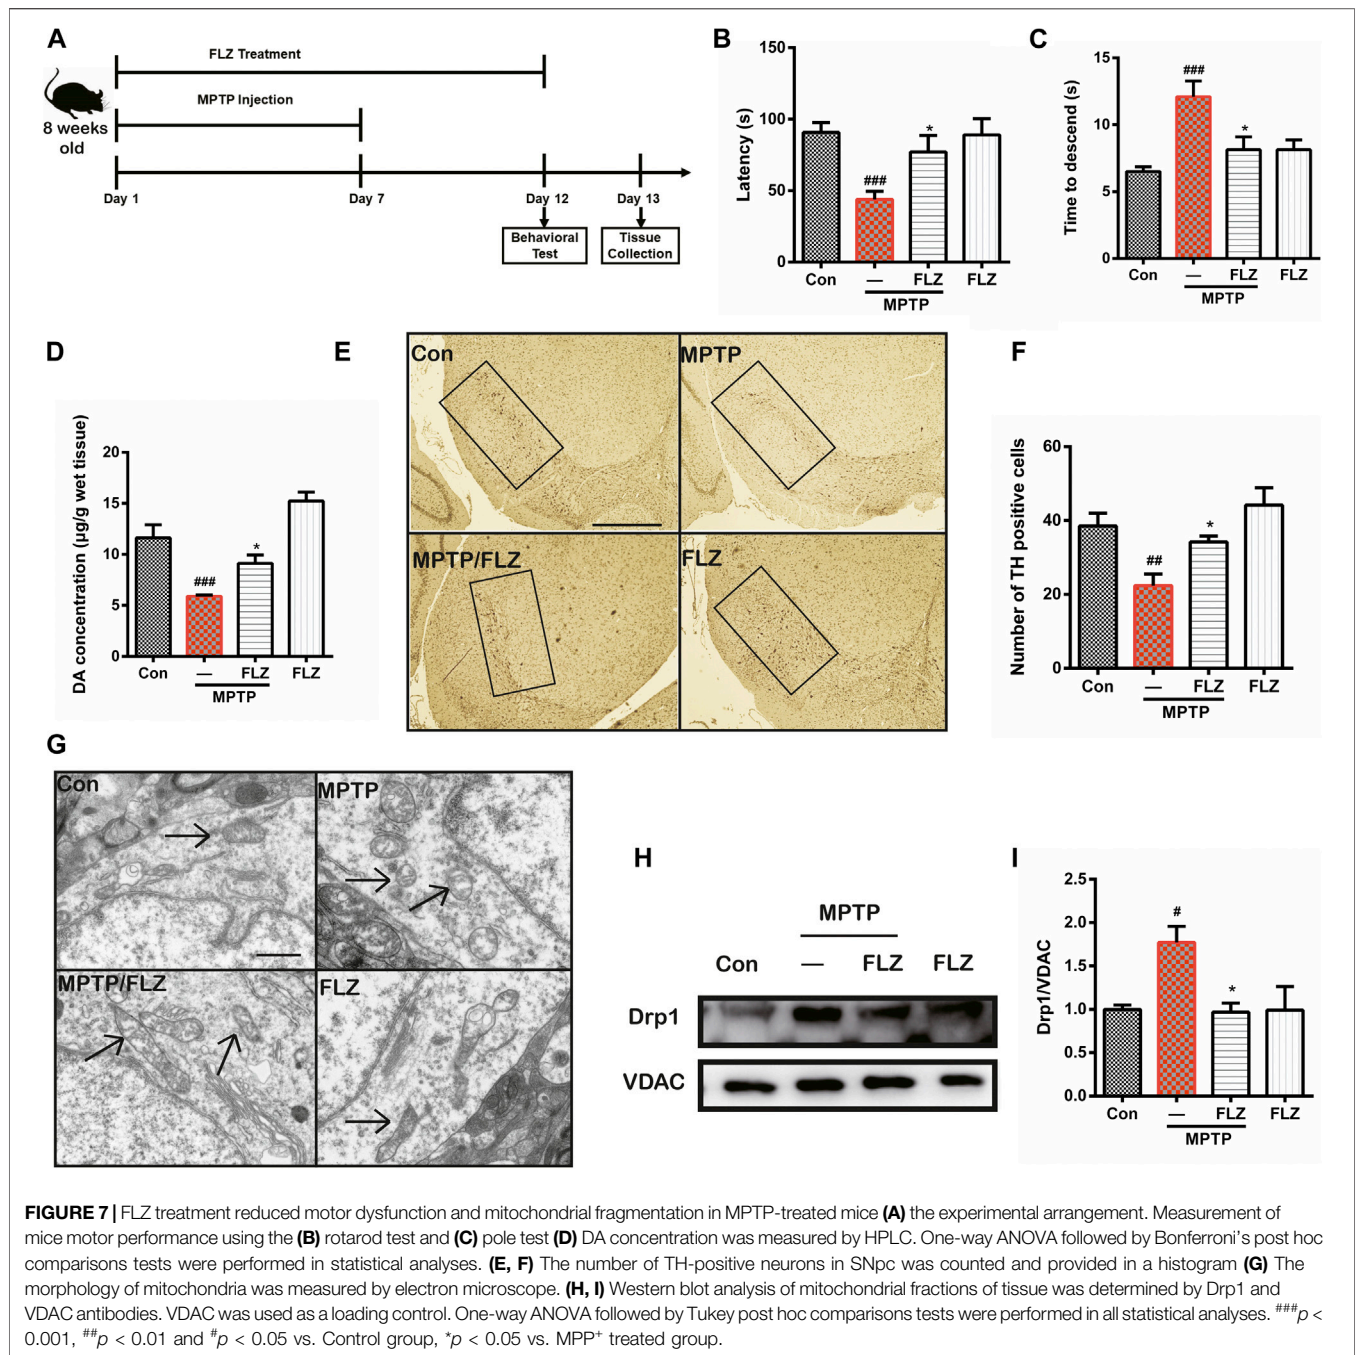 A
FLZ Treatment
MPTP Injection
8 weeks
old
Day 1
Day 7
Day 12
Day 13
Behavioral
Test
Tissue
Collection
B
Latency (s)
150
100
50
0
###
*
Con
—
FLZ
FLZ
MPTP
C
Time to descend (s)
15
10
5
0
###
*
Con
—
FLZ
FLZ
MPTP
D
DA concentration (µg/g wet tissue)
20
15
10
5
0
###
*
Con
—
FLZ
FLZ
MPTP
E
Con
MPTP
MPTP/FLZ
FLZ
F
Number of TH positive cells
60
40
20
0
##
*
Con
—
FLZ
FLZ
MPTP
G
Con
MPTP
MPTP/FLZ
FLZ
H
MPTP
Con
—
FLZ
FLZ
Drp1
VDAC
I
Drp1/VDAC
2.5
2.0
1.5
1.0
0.5
0.0
#
*
Con
—
FLZ
FLZ
MPTP
FIGURE 7 | FLZ treatment reduced motor dysfunction and mitochondrial fragmentation in MPTP-treated mice (A) the experimental arrangement. Measurement of
mice motor performance using the (B) rotarod test and (C) pole test (D) DA concentration was measured by HPLC. One-way ANOVA followed by Bonferroni's post hoc
comparisons tests were performed in statistical analyses. (E, F) The number of TH-positive neurons in SNpc was counted and provided in a histogram (G) The
morphology of mitochondria was measured by electron microscope. (H, I) Western blot analysis of mitochondrial fractions of tissue was determined by Drp1 and
VDAC antibodies. VDAC was used as a loading control. One-way ANOVA followed by Tukey post hoc comparisons tests were performed in all statistical analyses. ###p <
0.001, ##p < 0.01 and #p < 0.05 vs. Control group, *p < 0.05 vs. MPP+ treated group.